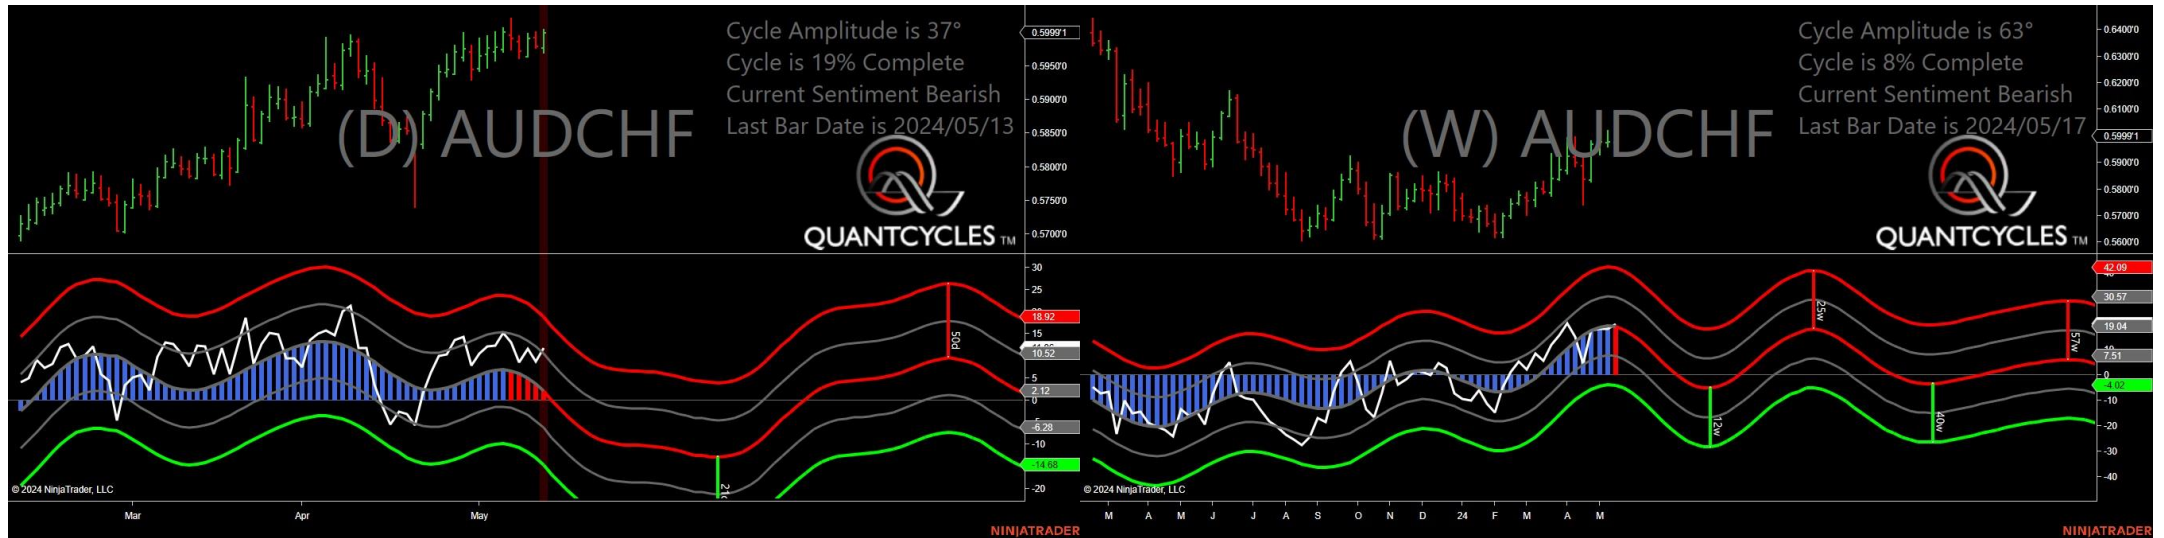 Cycle Amplitude is 37°
Cycle is 19% Complete
Current Sentiment Bearish
Last Bar Date is 2024/05/13
(D) AUDCHF
QUANTCYCLES TM
0.5999'1
0.5950'0
0.5900'0
0.5850'0
0.5800'0
0.5750'0
0.5700'0
30
25
18.92
15
10.52
5
2.12
0
-6.28
-10
-14.68
-20
50d
© 2024 NinjaTrader, LLC
Mar Apr May
NINJATRADER
Cycle Amplitude is 63°
Cycle is 8% Complete
Current Sentiment Bearish
Last Bar Date is 2024/05/17
(W) AUDCHF
QUANTCYCLES TM
0.6400'0
0.6300'0
0.6200'0
0.6100'0
0.5999'1
0.5900'0
0.5800'0
0.5700'0
0.5600'0
42.09
30.57
19.04
10
7.51
0
-4.02
-10
-20
-30
-40
25w
57w
12w
40w
© 2024 NinjaTrader, LLC
M A M J J A S O N D 24 F M A M
NINJATRADER